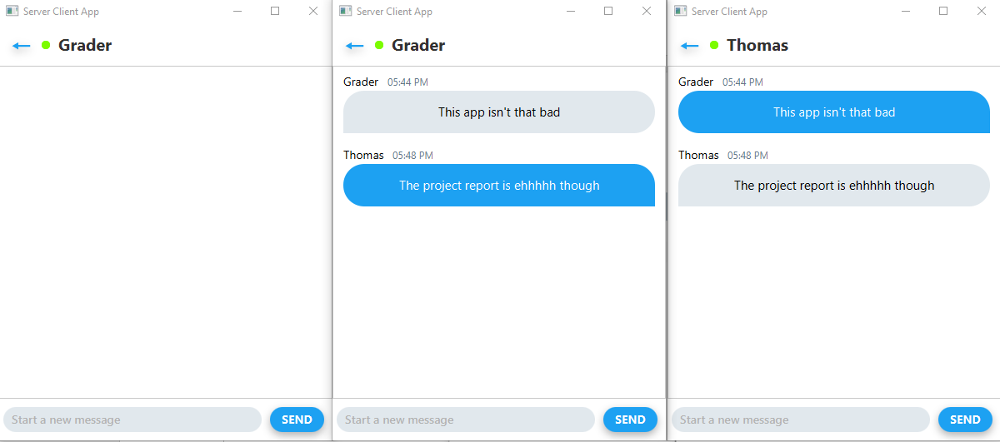 Server Client App
Grader
Start a new message
SEND
Server Client App
Grader
Grader 05:44 PM
This app isn't that bad
Thomas 05:48 PM
The project report is ehhhhh though
Start a new message
SEND
Server Client App
Thomas
Grader 05:44 PM
This app isn't that bad
Thomas 05:48 PM
The project report is ehhhhh though
Start a new message
SEND